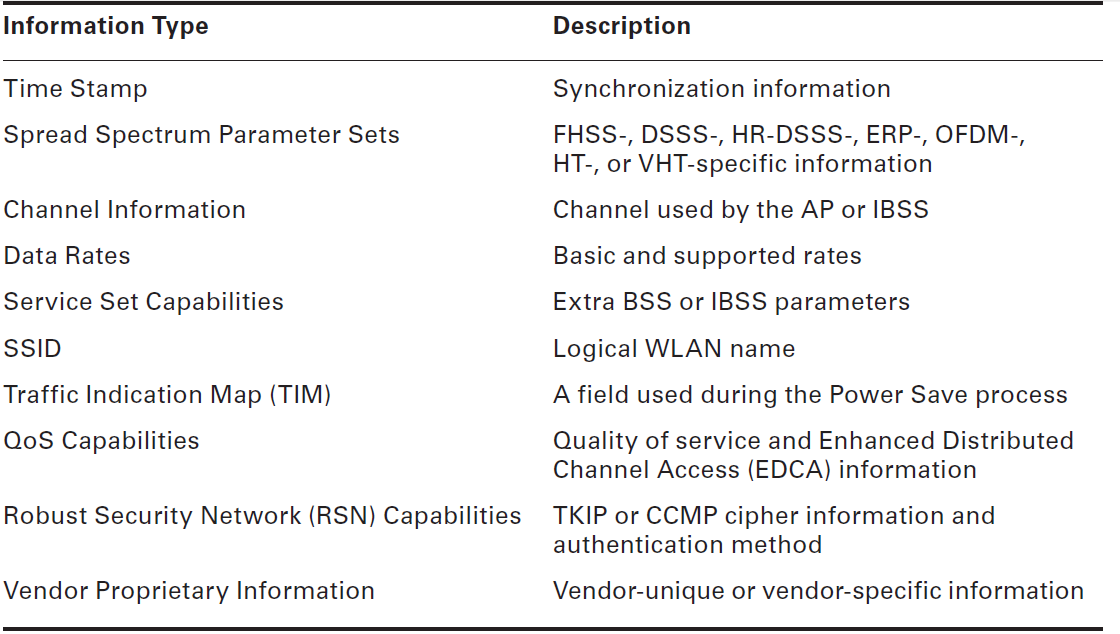 Information Type Description
Time Stamp Synchronization information
Spread Spectrum Parameter Sets FHSS-, DSSS-, HR-DSSS-, ERP-, OFDM-,
HT-, or VHT-specific information
Channel Information Channel used by the AP or IBSS
Data Rates Basic and supported rates
Service Set Capabilities Extra BSS or IBSS parameters
SSID Logical WLAN name
Traffic Indication Map (TIM) A field used during the Power Save process
QoS Capabilities Quality of service and Enhanced Distributed
Channel Access (EDCA) information
Robust Security Network (RSN) Capabilities TKIP or CCMP cipher information and
authentication method
Vendor Proprietary Information Vendor-unique or vendor-specific information